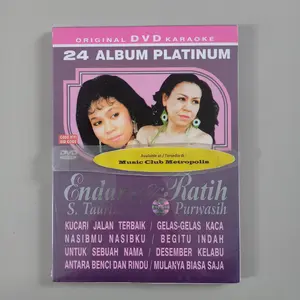 ORIGINAL DVD KARAOKE
24 ALBUM PLATINUM
DVD
Music Club Metropolis
Ratih
Purwasih
KUCARI JALAN TERBAIK / GELAS-GELAS KACA
NASIBMU NASIBKU / BEGITU INDAH
UNTUK SEBUAH NAMA / DESEMBER KELABU
ANTARA BENCI DAN RINDU / MULANYA BIASA SAJA